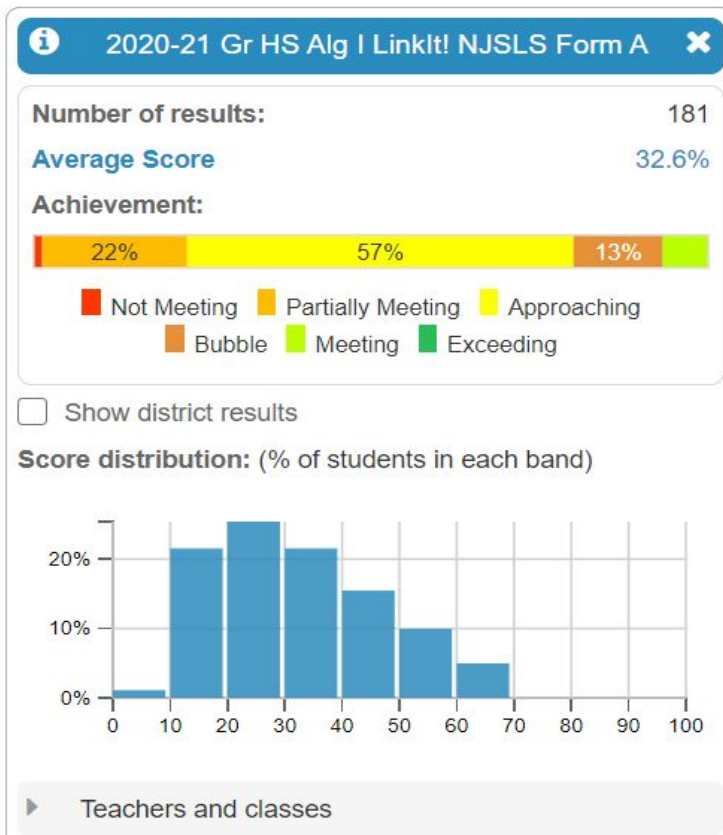 2020-21 Gr HS Alg I LinkIt! NJSLS Form A
Number of results: 181
Average Score 32.6%
Achievement:
22% 57% 13%
Not Meeting Partially Meeting Approaching
Bubble Meeting Exceeding
Show district results
Score distribution: (% of students in each band)
20%
10%
0%
0 10 20 30 40 50 60 70 80 90 100
Teachers and classes